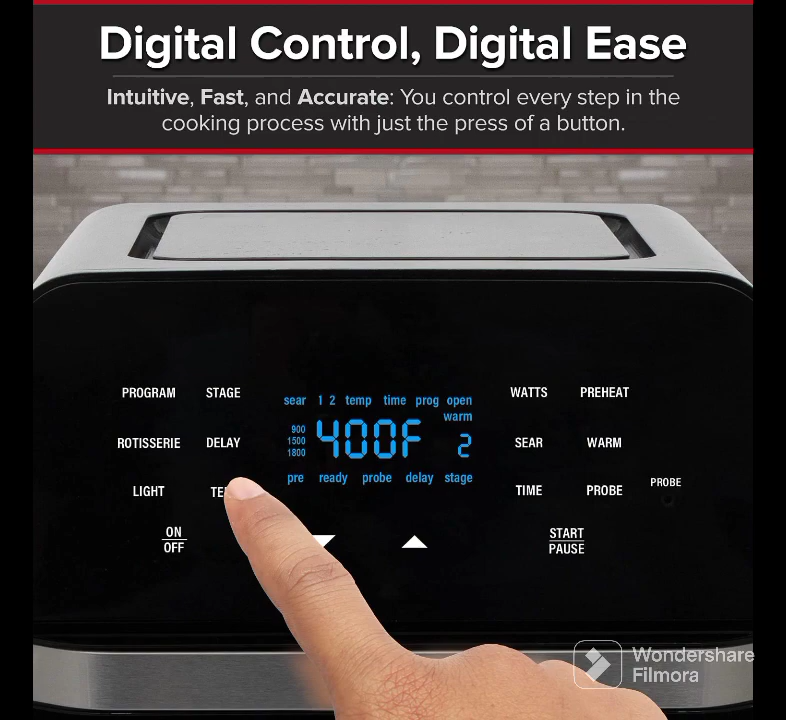 Digital Control, Digital Ease
Intuitive, Fast, and Accurate: You control every step in the
cooking process with just the press of a button.
PROGRAM STAGE
sear 1 2 temp time prog open
WATTS PREHEAT
warm
900
1500
1800
400F 2
ROTISSERIE DELAY
SEAR WARM
pre ready probe delay stage
LIGHT TE
TIME PROBE
PROBE
ON
OFF
START
PAUSE
Wondershare
Filmora